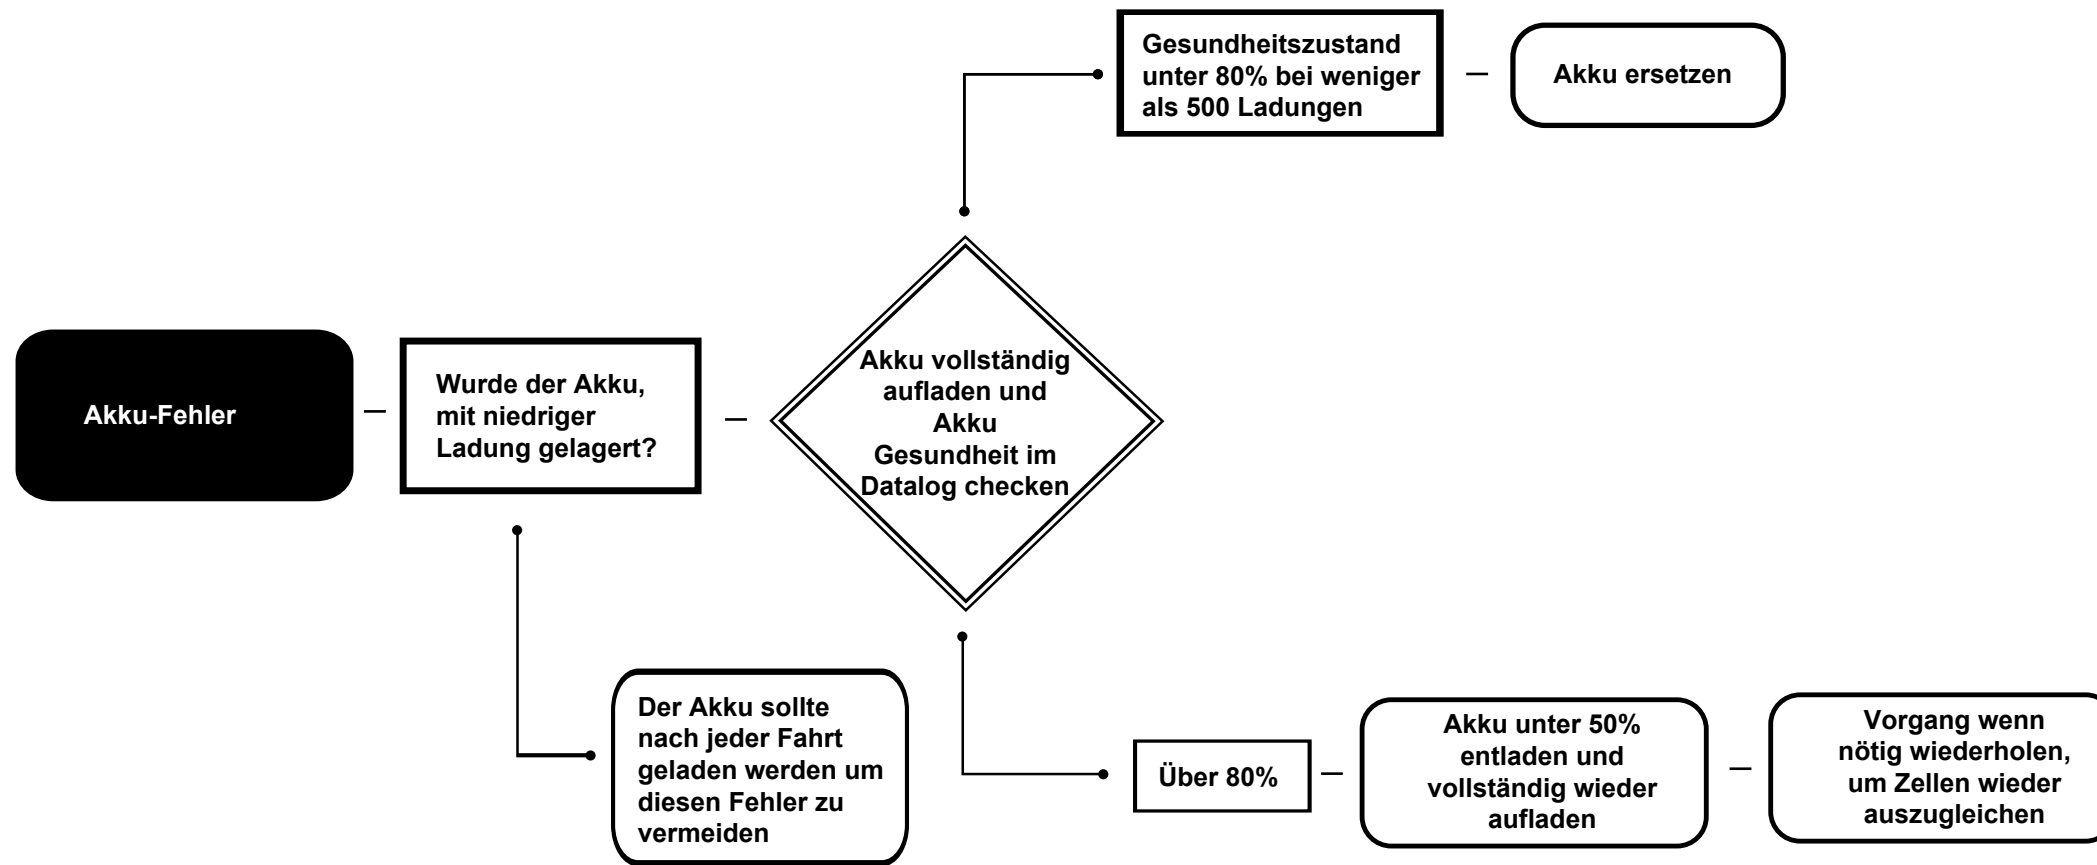 Gesundheitszustand
unter 80% bei weniger
als 500 Ladungen
Akku ersetzen
Akku-Fehler
Wurde der Akku,
mit niedriger
Ladung gelagert?
Akku vollständig
aufladen und
Akku
Gesundheit im
Datalog checken
Der Akku sollte
nach jeder Fahrt
geladen werden um
diesen Fehler zu
vermeiden
Über 80%
Akku unter 50%
entladen und
vollständig wieder
aufladen
Vorgang wenn
nötig wiederholen,
um Zellen wieder
auszugleichen